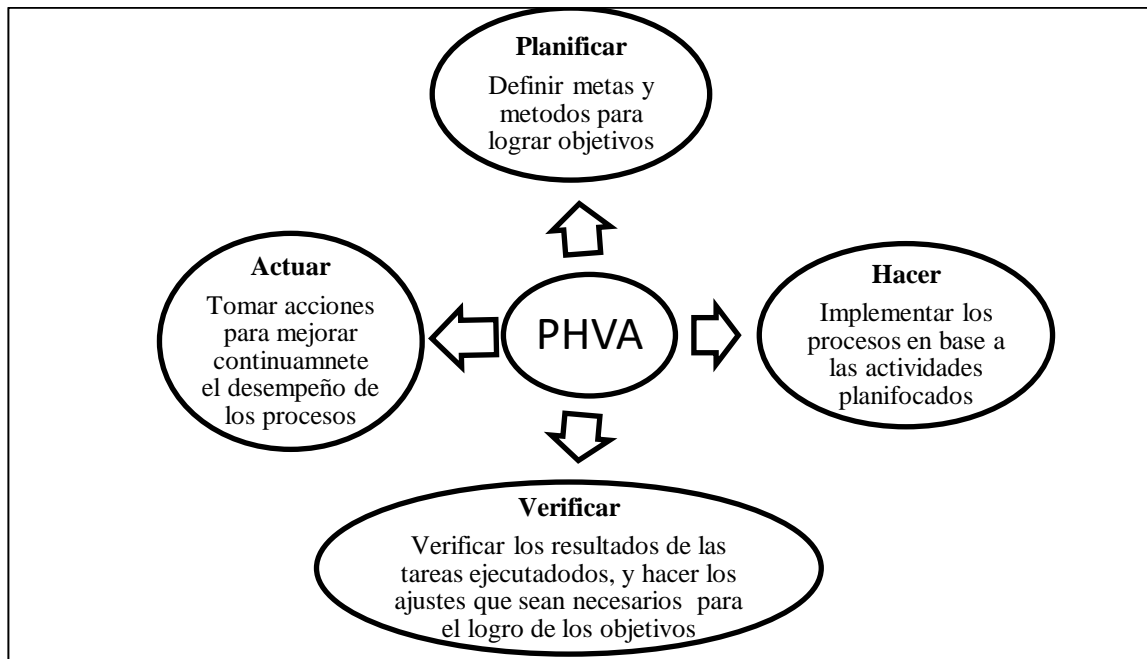 Planificar
Definir metas y
metodos para
lograr objetivos
Actuar
Tomar acciones
para mejorar
continuamnete
el desempeño de
los procesos
PHVA
Hacer
Implementar los
procesos en base a
las actividades
planifocados
Verificar
Verificar los resultados de las
tareas ejecutadodos, y hacer los
ajustes que sean necesarios para
el logro de los objetivos